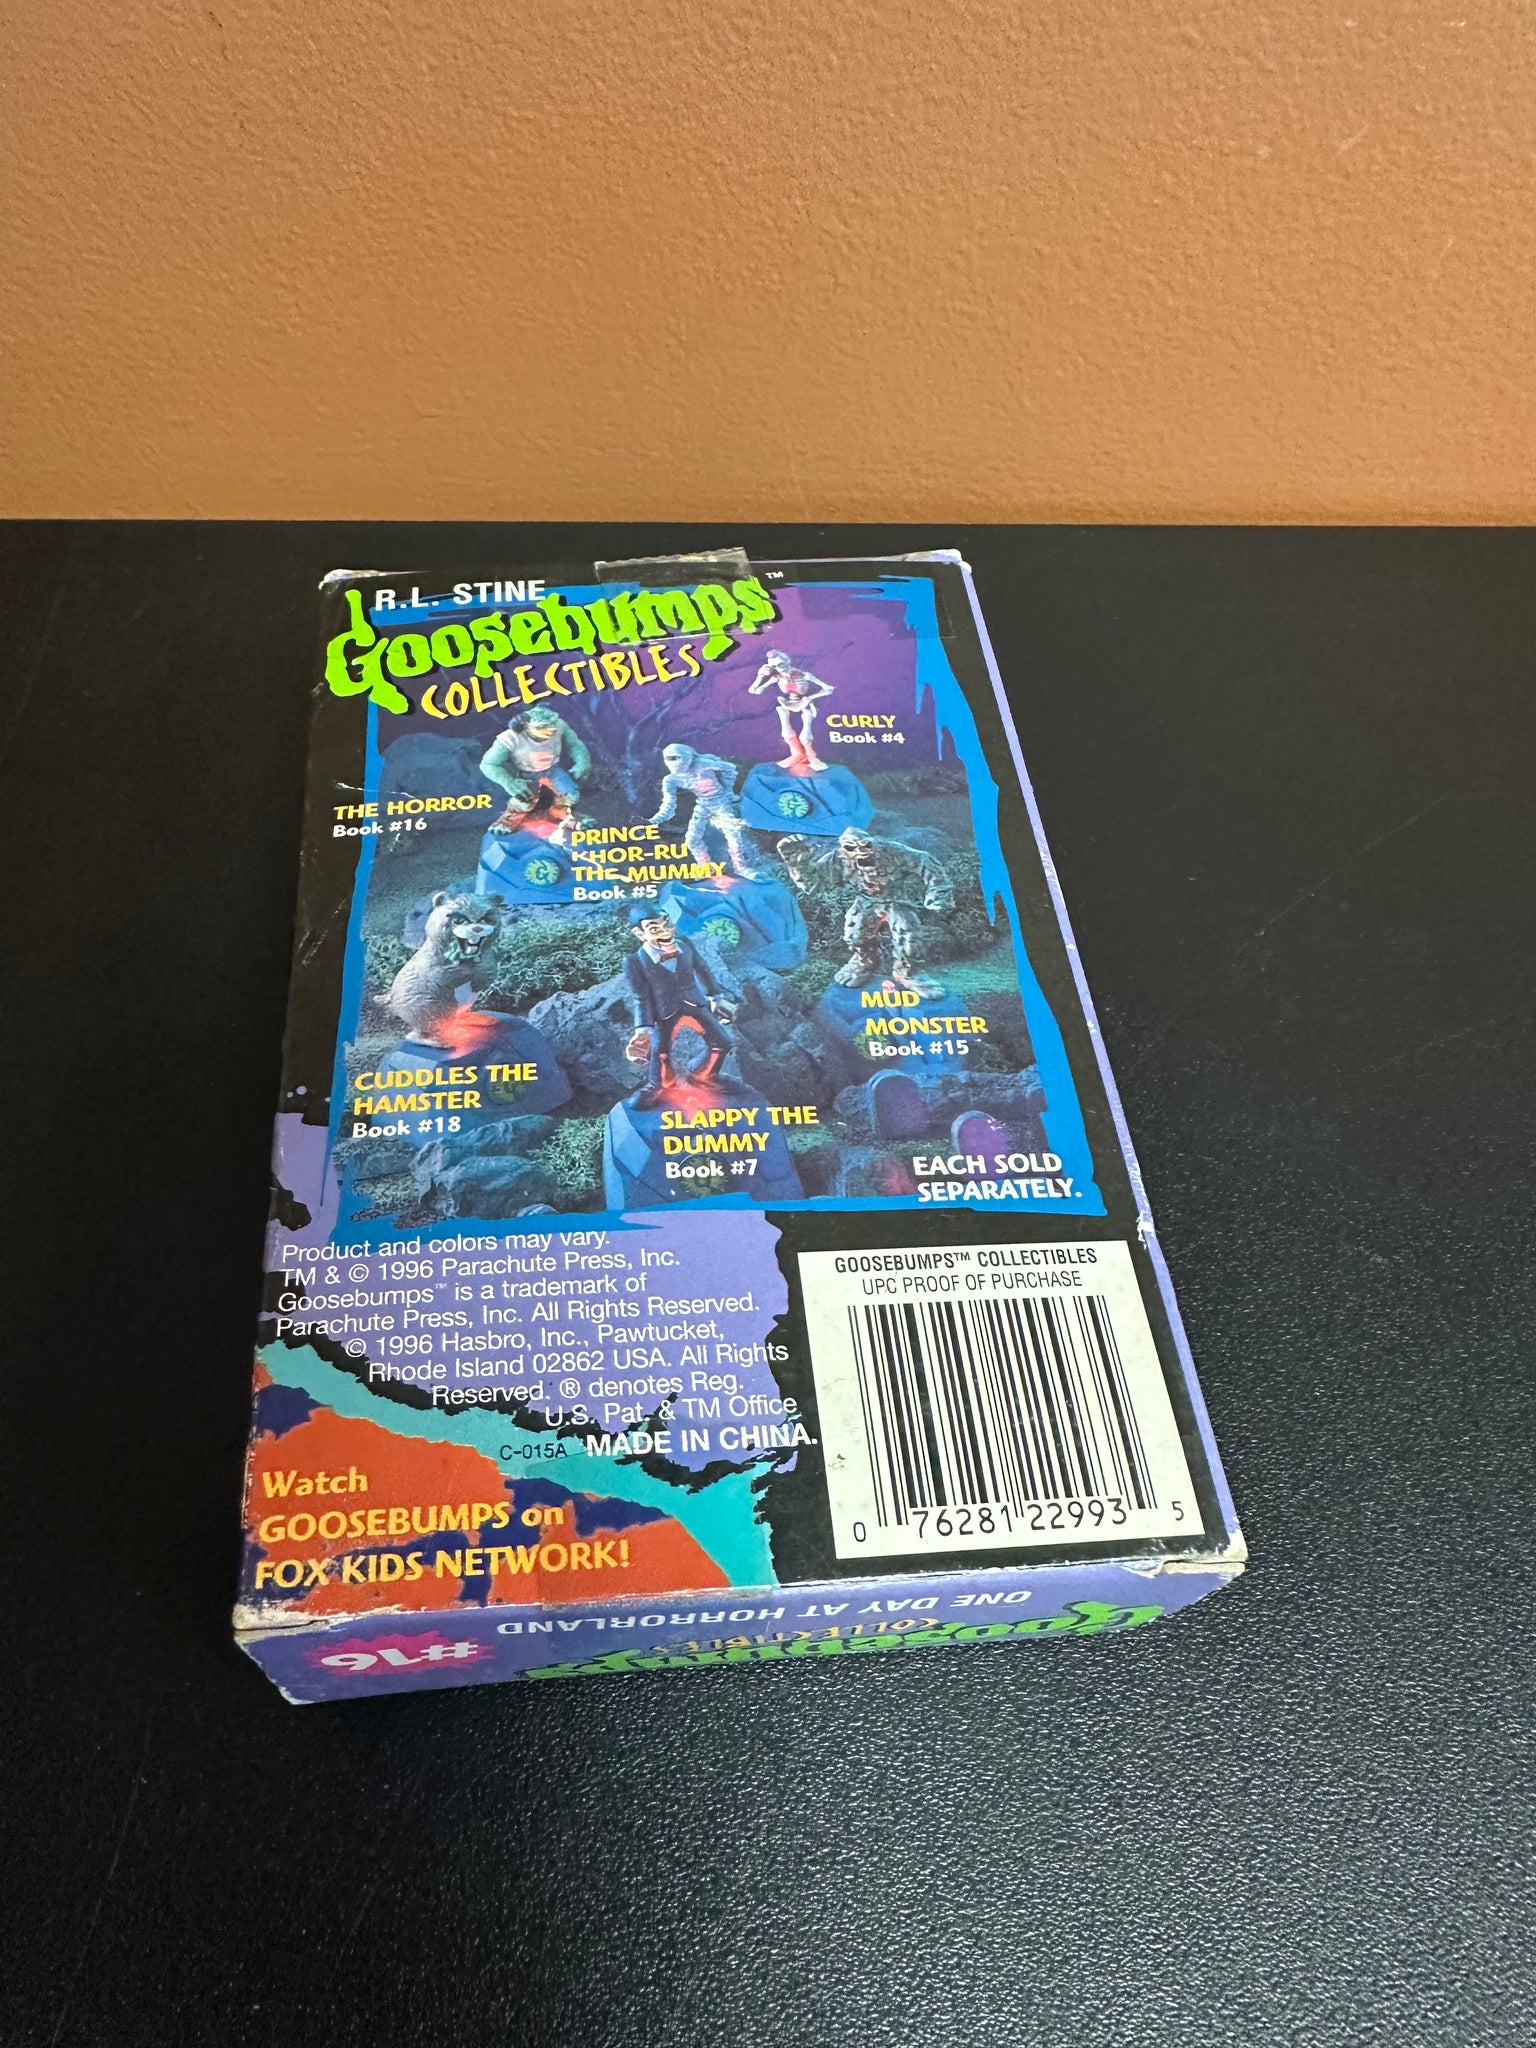 R.L. STINE
Goosebumps™
COLLECTIBLES
CURLY
Book #4
THE HORROR
Book #16
PRINCE
KHOR-RU
THE MUMMY
Book #5
MUD
MONSTER
Book #15
CUDDLES THE
HAMSTER
Book #18
SLAPPY THE
DUMMY
Book #7
EACH SOLD
SEPARATELY.
Product and colors may vary.
TM & © 1996 Parachute Press, Inc.
Goosebumps™ is a trademark of
Parachute Press, Inc. All Rights Reserved.
© 1996 Hasbro, Inc., Pawtucket,
Rhode Island 02862 USA. All Rights
Reserved. ® denotes Reg.
U.S. Pat. & TM Office
C-015A MADE IN CHINA.
GOOSEBUMPS™ COLLECTIBLES
UPC PROOF OF PURCHASE
0 76281 22993 5
Watch
GOOSEBUMPS on
FOX KIDS NETWORK!
Goosebumps
COLLECTIBLES
ONE DAY AT HORRORLAND
#16